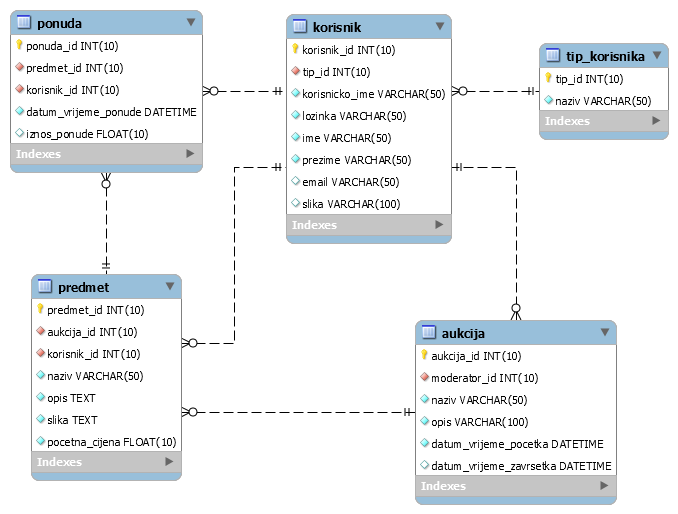 ponuda
ponuda_id INT(10)
predmet_id INT(10)
korisnik_id INT(10)
datum_vrijeme_ponude DATETIME
iznos_ponude FLOAT(10)
Indexes
korisnik
korisnik_id INT(10)
tip_id INT(10)
korisnicko_ime VARCHAR(50)
lozinka VARCHAR(50)
ime VARCHAR(50)
prezime VARCHAR(50)
email VARCHAR(50)
slika VARCHAR(100)
Indexes
tip_korisnika
tip_id INT(10)
naziv VARCHAR(50)
Indexes
predmet
predmet_id INT(10)
aukcija_id INT(10)
korisnik_id INT(10)
naziv VARCHAR(50)
opis TEXT
slika TEXT
pocetna_cijena FLOAT(10)
Indexes
aukcija
aukcija_id INT(10)
moderator_id INT(10)
naziv VARCHAR(50)
opis VARCHAR(100)
datum_vrijeme_pocetka DATETIME
datum_vrijeme_zavrsetka DATETIME
Indexes